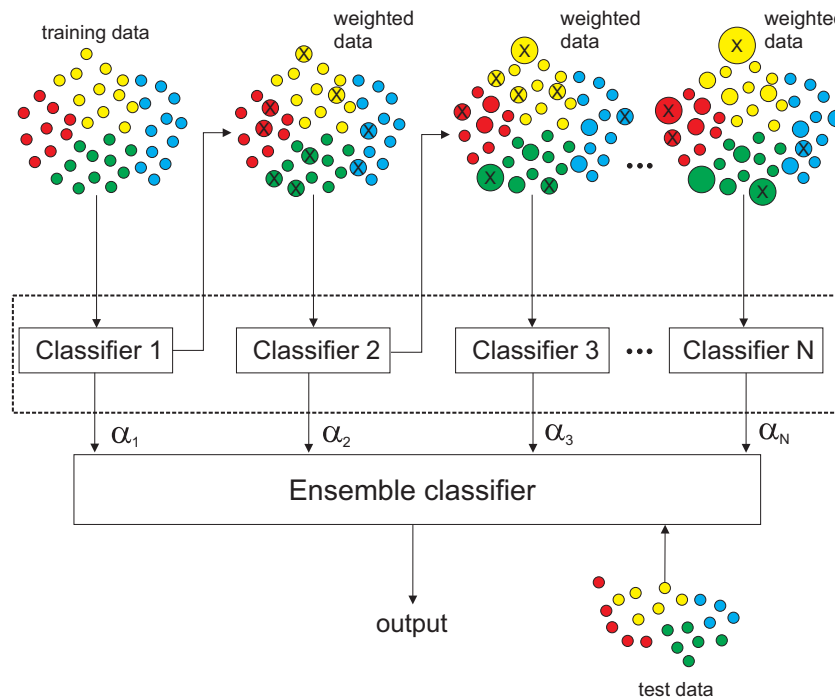 training data
weighted
data
weighted
data
weighted
data
X X X X X X X X X
X X X X X X X X
X X X X X
•••
Classifier 1
Classifier 2
Classifier 3
•••
Classifier N
α1
α2
α3
αN
Ensemble classifier
output
test data